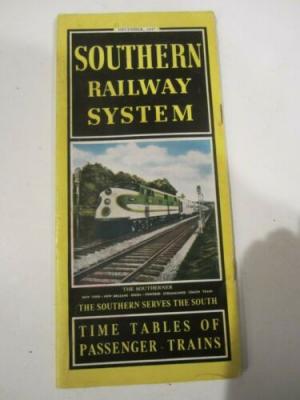 SOUTHERN
RAILWAY
SYSTEM
THE SOUTHERNER
THE SOUTHERN SERVES THE SOUTH
TIME TABLES OF
PASSENGER TRAINS